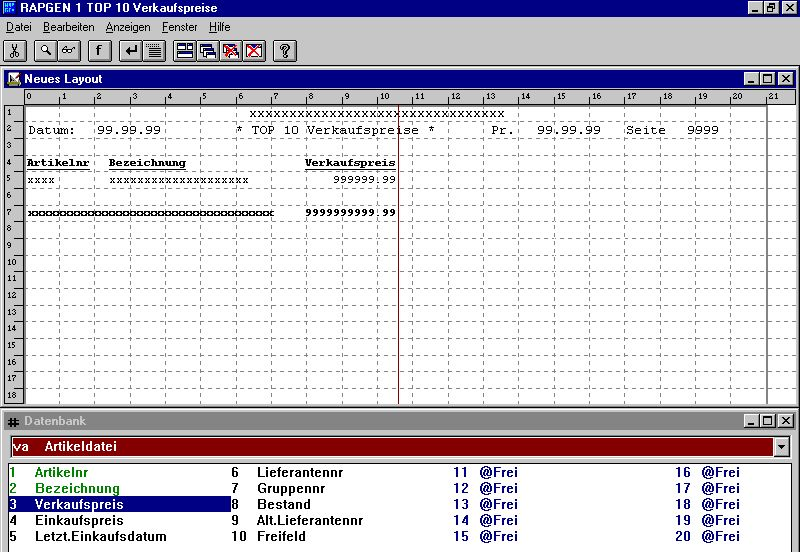 RAPGEN 1 TOP 10 Verkaufspreise
Datei Bearbeiten Anzeigen Fenster Hilfe
f ?
Neues Layout
0 1 2 3 4 5 6 7 8 9 10 11 12 13 14 15 16 17 18 19 20 21
1 xxxxxxxxxxxxxxxxxxxxxxxxxxxxxxxx
2 Datum: 99.99.99 * TOP 10 Verkaufspreise * Pr. 99.99.99 Seite 9999
3
4 Artikelnr Bezeichnung Verkaufspreis
5 xxxx xxxxxxxxxxxxxxxxxxxx 999999.99
6
7 xxxxxxxxxxxxxxxxxxxxxxxxxxxxxxxxxxx 9999999999.99
8
9
10
11
12
13
14
15
16
17
18
Datenbank
va Artikeldatei
1 Artikelnr 6 Lieferantennr 11 @Frei 16 @Frei
2 Bezeichnung 7 Gruppennr 12 @Frei 17 @Frei
3 Verkaufspreis 8 Bestand 13 @Frei 18 @Frei
4 Einkaufspreis 9 Alt.Lieferantennr 14 @Frei 19 @Frei
5 Letzt.Einkaufsdatum 10 Freifeld 15 @Frei 20 @Frei